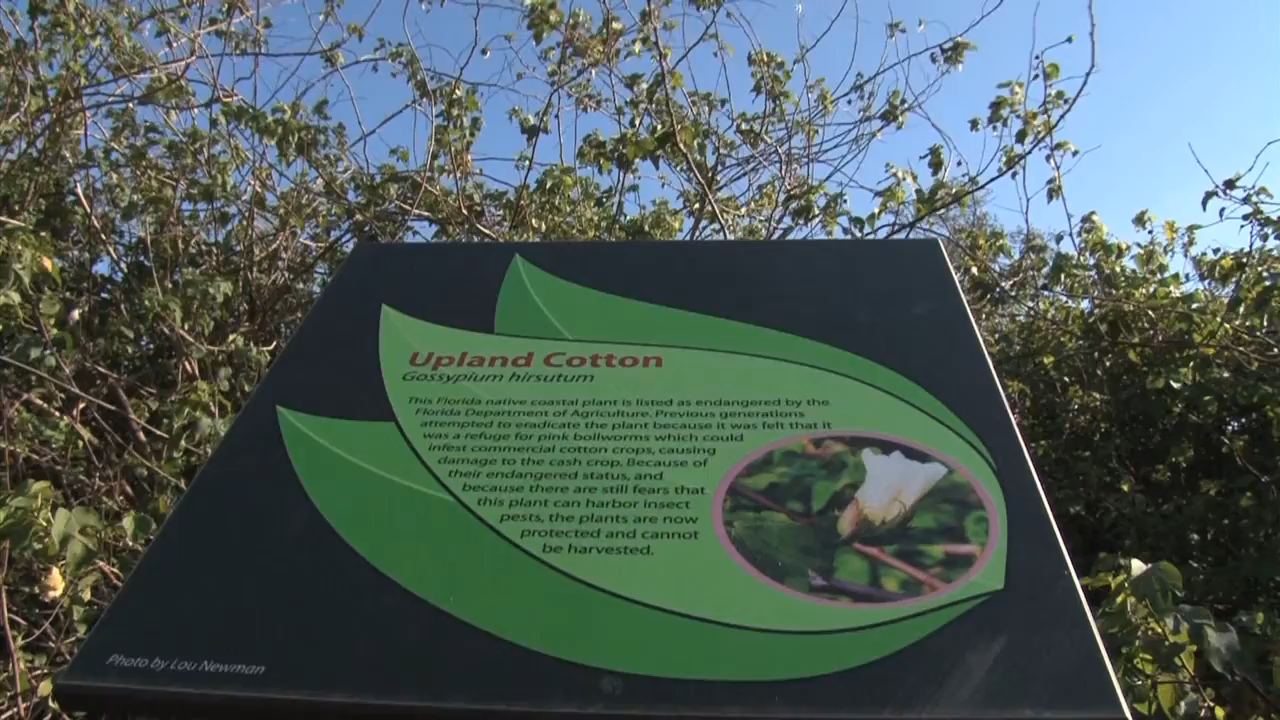 Upland Cotton
Gossypium hirsutum
This Florida native coastal plant is listed as endangered by the
Florida Department of Agriculture. Previous generations
attempted to eradicate the plant because it was felt that it
was a refuge for pink bollworms which could
infest commercial cotton crops, causing
damage to the cash crop. Because of
their endangered status, and
because there are still fears that
this plant can harbor insect
pests, the plants are now
protected and cannot
be harvested.
Photo by Lou Newman